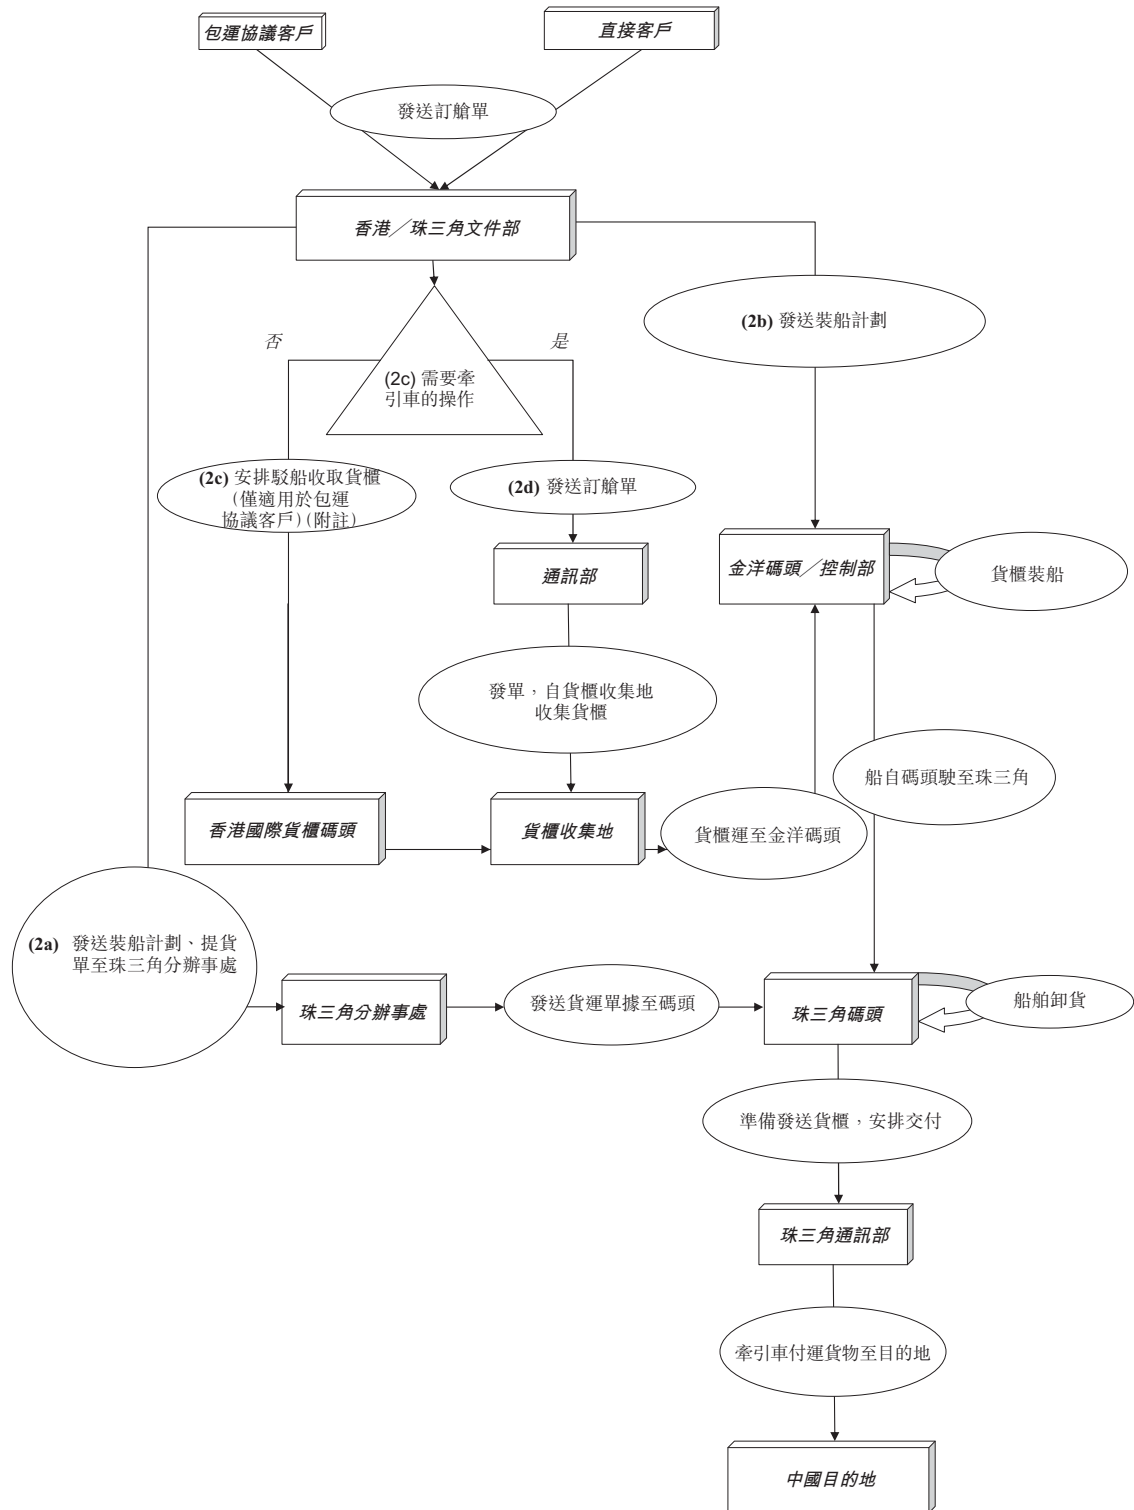 包運協議客戶
直接客戶
發送訂艙單
香港／珠三角文件部
(2b) 發送裝船計劃
否
是
(2c) 需要牽
引車的操作
(2c) 安排駁船收取貨櫃
(僅適用於包運
協議客戶)(附註)
(2d) 發送訂艙單
通訊部
金洋碼頭／控制部
貨櫃裝船
發單，自貨櫃收集地
收集貨櫃
船自碼頭駛至珠三角
香港國際貨櫃碼頭
貨櫃收集地
貨櫃運至金洋碼頭
(2a) 發送裝船計劃、提貨
單至珠三角分辦事處
珠三角分辦事處
發送貨運單據至碼頭
珠三角碼頭
船舶卸貨
準備發送貨櫃，安排交付
珠三角通訊部
牽引車付運貨物至目的地
中國目的地